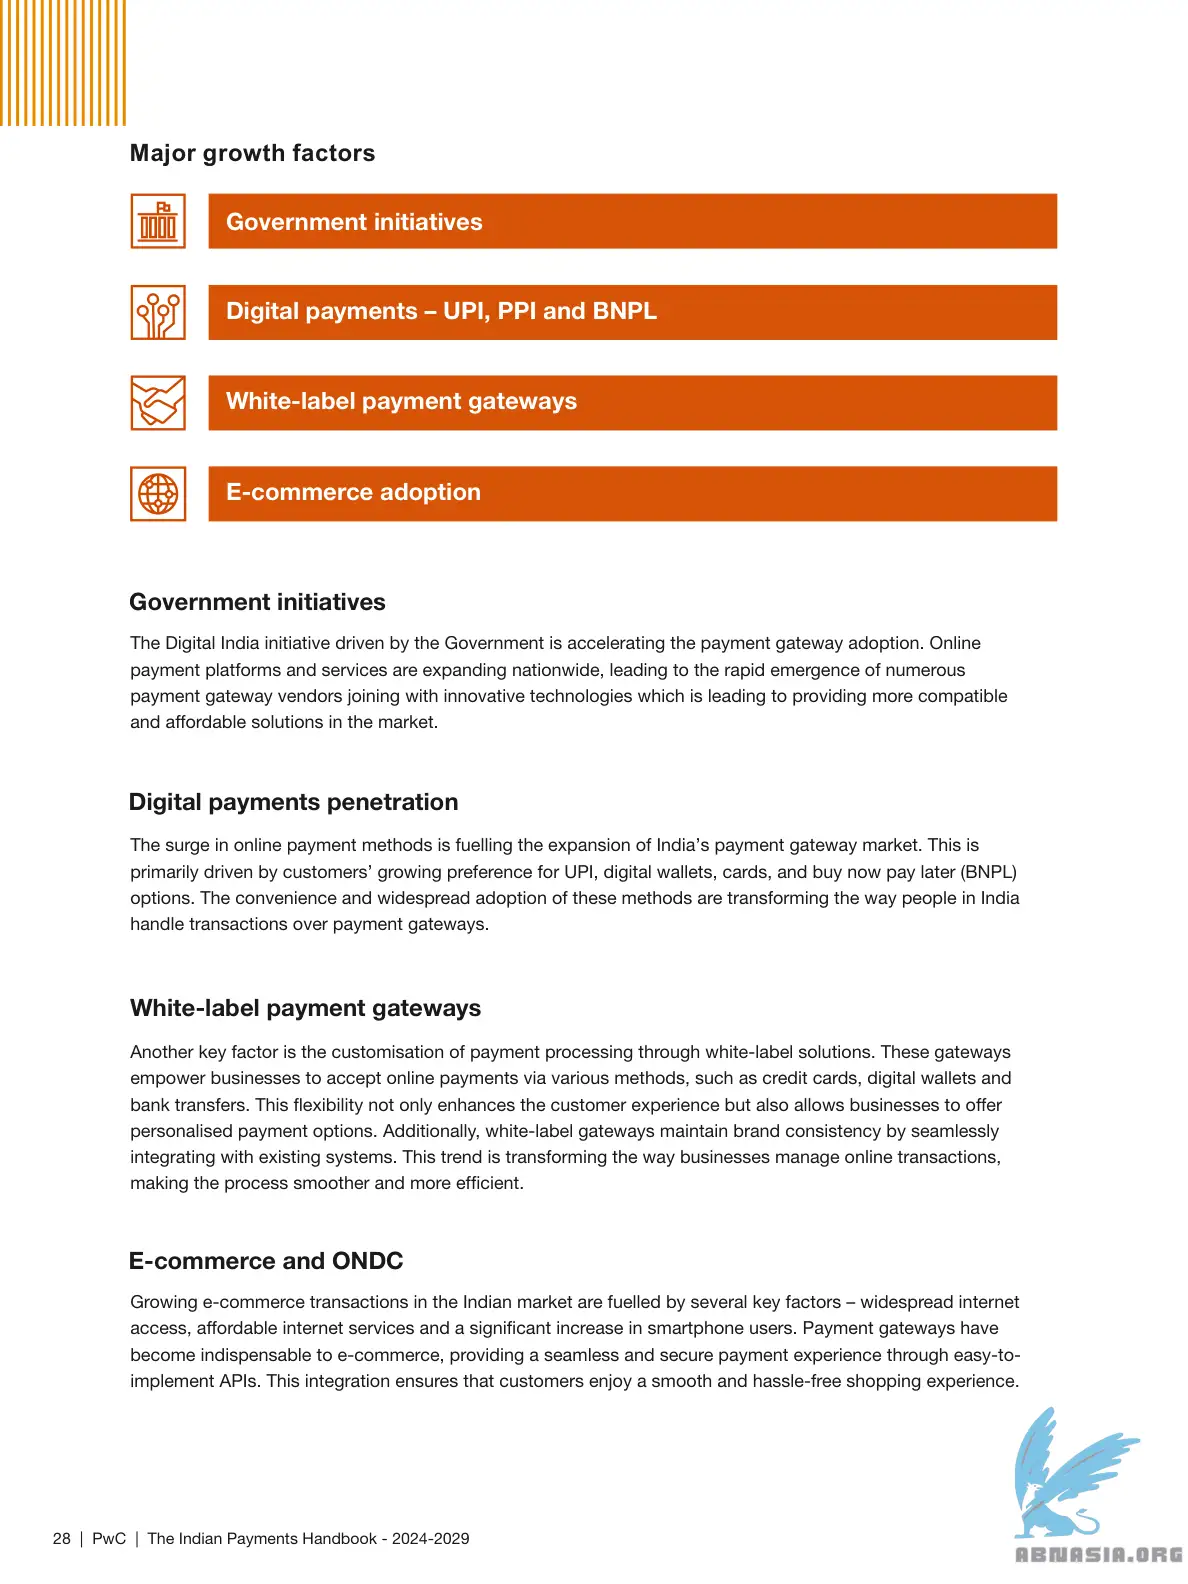 Major growth factors
Government initiatives
Digital payments – UPI, PPI and BNPL
White-label payment gateways
E-commerce adoption
Government initiatives
The Digital India initiative driven by the Government is accelerating the payment gateway adoption. Online
payment platforms and services are expanding nationwide, leading to the rapid emergence of numerous
payment gateway vendors joining with innovative technologies which is leading to providing more compatible
and affordable solutions in the market.
Digital payments penetration
The surge in online payment methods is fuelling the expansion of India’s payment gateway market. This is
primarily driven by customers’ growing preference for UPI, digital wallets, cards, and buy now pay later (BNPL)
options. The convenience and widespread adoption of these methods are transforming the way people in India
handle transactions over payment gateways.
White-label payment gateways
Another key factor is the customisation of payment processing through white-label solutions. These gateways
empower businesses to accept online payments via various methods, such as credit cards, digital wallets and
bank transfers. This flexibility not only enhances the customer experience but also allows businesses to offer
personalised payment options. Additionally, white-label gateways maintain brand consistency by seamlessly
integrating with existing systems. This trend is transforming the way businesses manage online transactions,
making the process smoother and more efficient.
E-commerce and ONDC
Growing e-commerce transactions in the Indian market are fuelled by several key factors – widespread internet
access, affordable internet services and a significant increase in smartphone users. Payment gateways have
become indispensable to e-commerce, providing a seamless and secure payment experience through easy-to-
implement APIs. This integration ensures that customers enjoy a smooth and hassle-free shopping experience.
28 | PwC | The Indian Payments Handbook - 2024-2029
ABNASIA.ORG